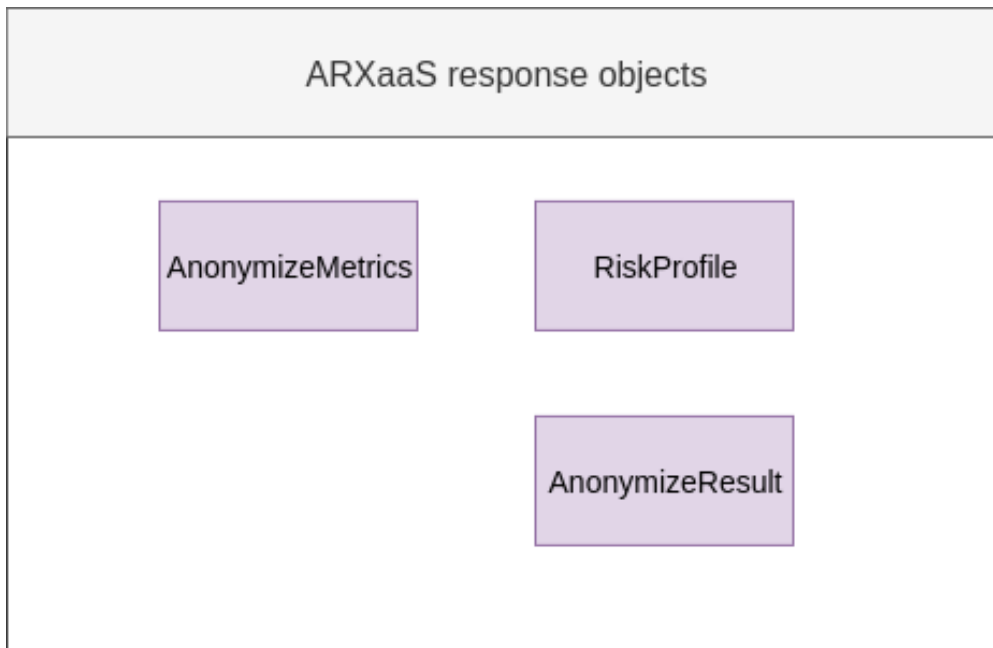 ARXaaS response objects
AnonymizeMetrics
RiskProfile
AnonymizeResult